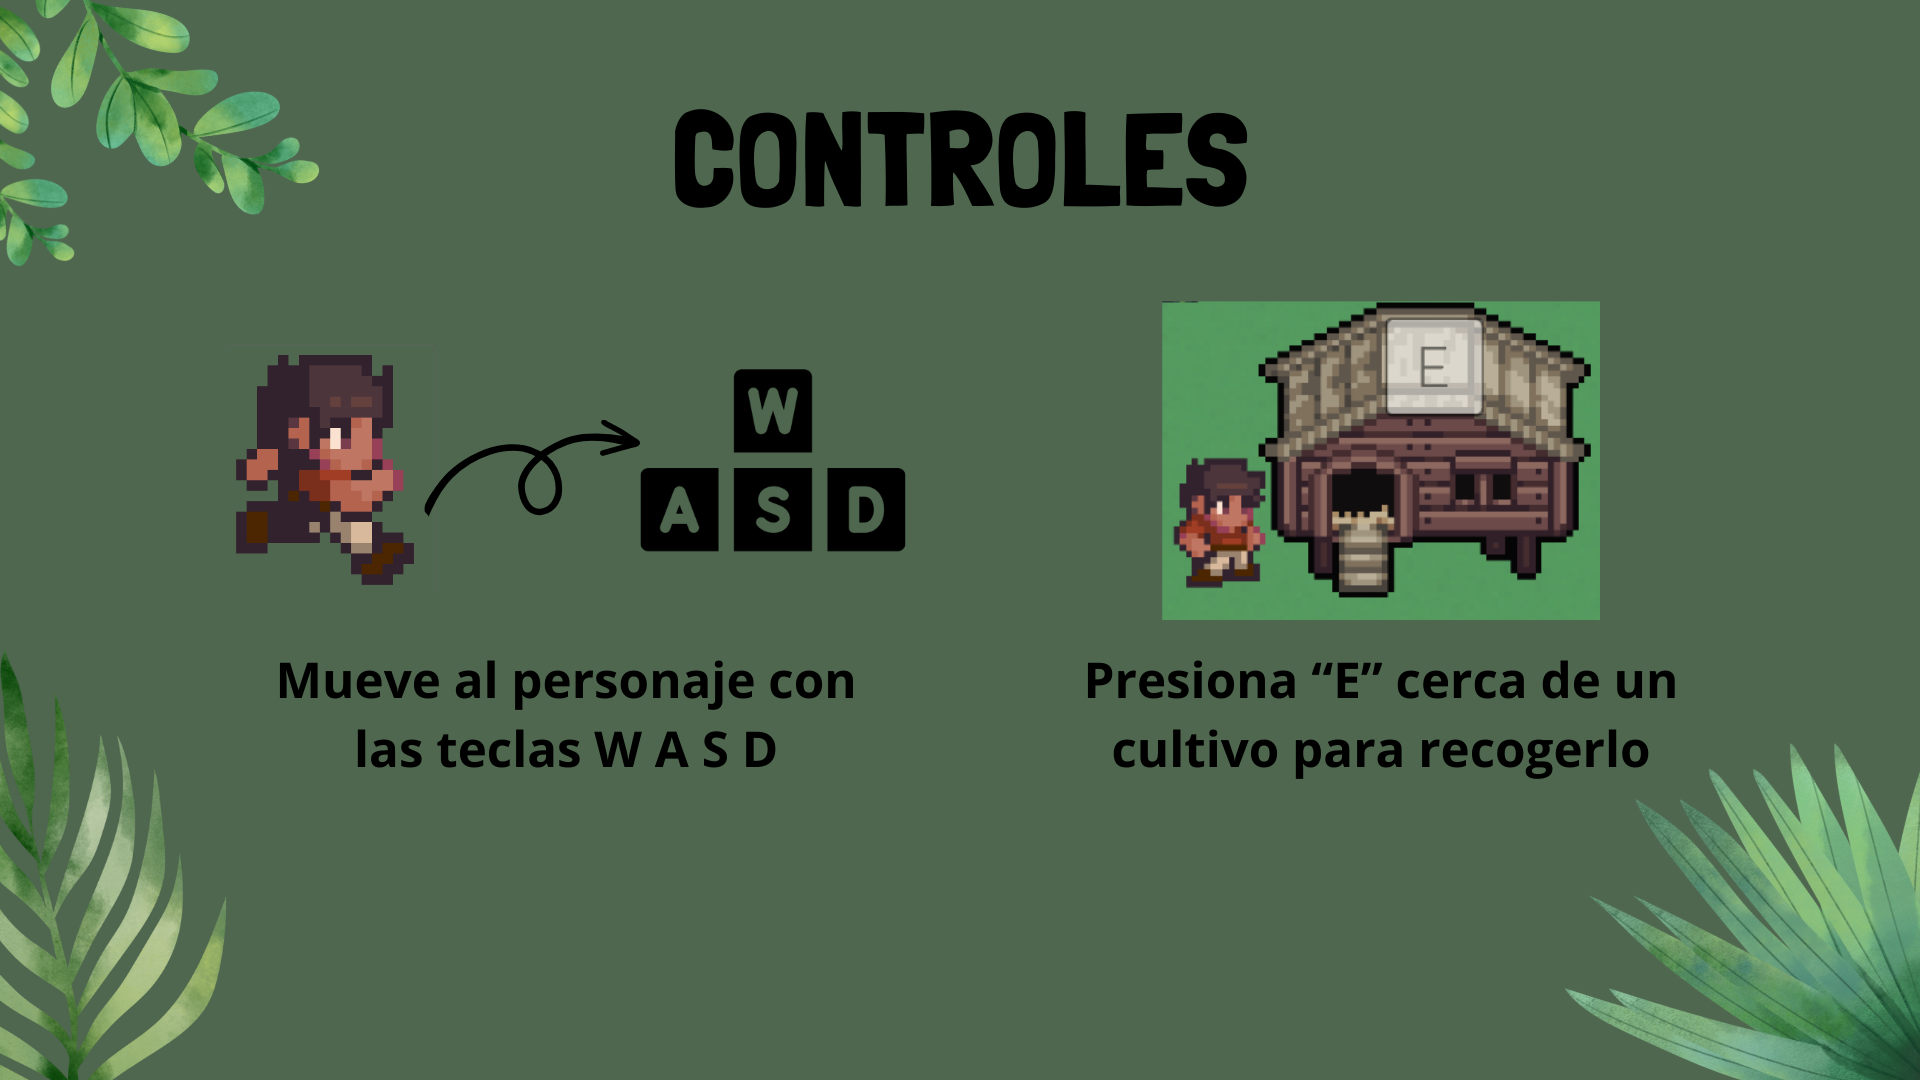 CONTROLES
W
A S D
E
Mueve al personaje con
las teclas W A S D
Presiona “E” cerca de un
cultivo para recogerlo